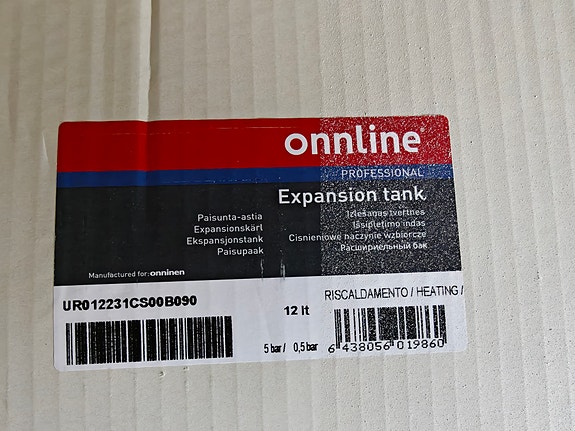 onnline
PROFESSIONAL
Expansion tank
Paisunta-astia
Expansionskärl
Ekspansjonstank
Paisupaak
Izlešanas tvertnes
Išsiplėtimo indas
Ciśnieniowe naczynie wzbiorcze
Расширительный бак
Manufactured for: onninen
UR012231CS00B090
12 lt
RISCALDAMENTO / HEATING /
5 bar / 0,5 bar
6 438056 019860